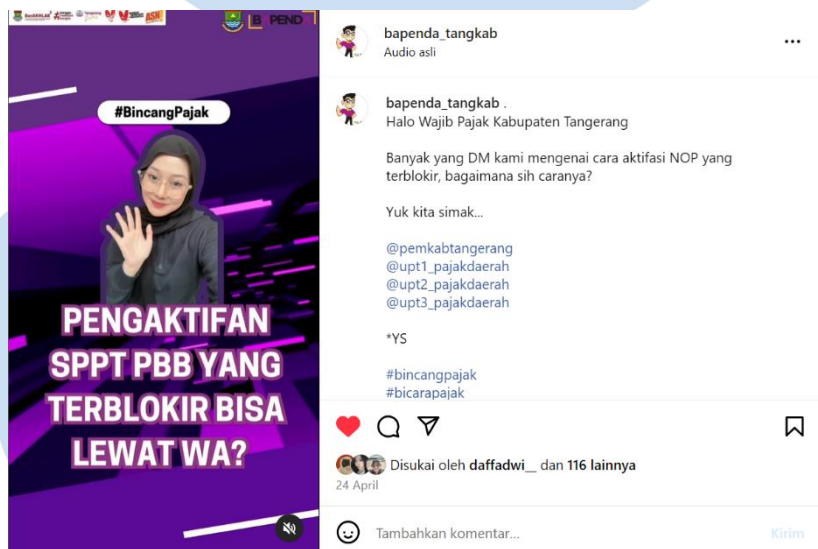 BerAKHLAK
ASN
B PEND
#BincangPajak
PENGAKTIFAN
SPPT PBB YANG
TERBLOKIR BISA
LEWAT WA?
bapenda_tangkab
Audio asli
bapenda_tangkab .
Halo Wajib Pajak Kabupaten Tangerang
Banyak yang DM kami mengenai cara aktifasi NOP yang
terblokir, bagaimana sih caranya?
Yuk kita simak...
@pemkabtangerang
@upt1_pajakdaerah
@upt2_pajakdaerah
@upt3_pajakdaerah
*YS
#bincangpajak
#bicarapajak
Disukai oleh daffadwi__ dan 116 lainnya
24 April
Tambahkan komentar...
Kirim